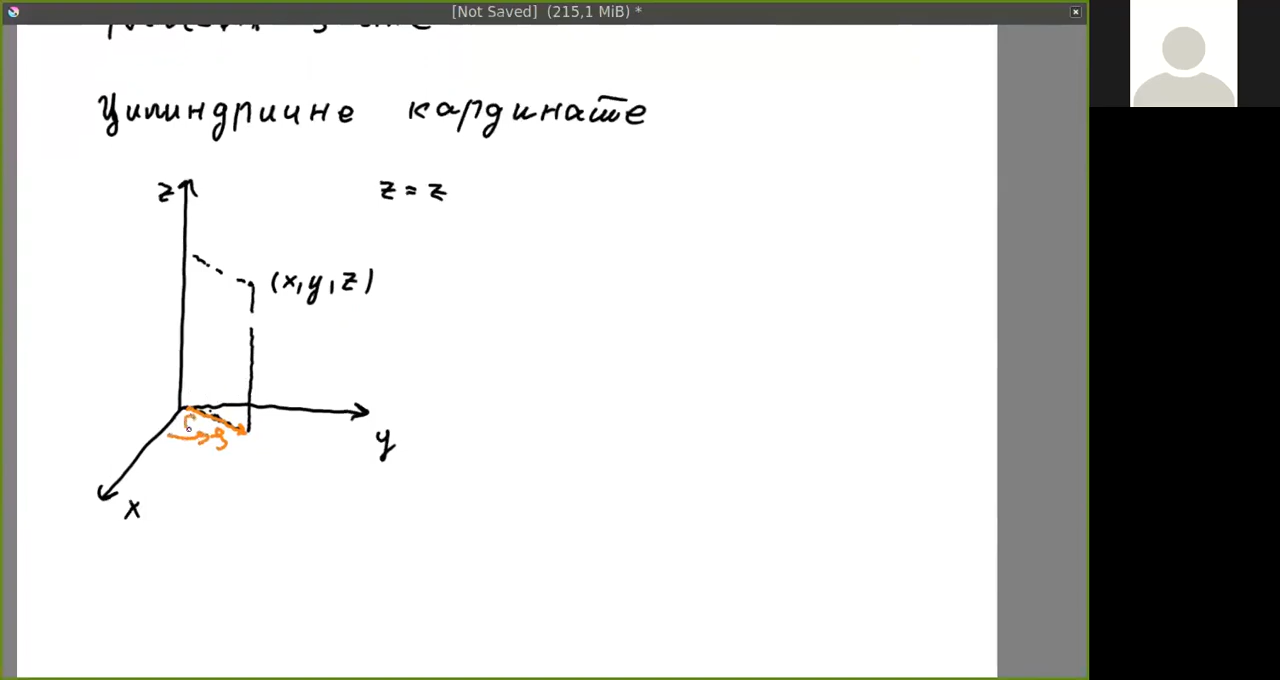 [Not Saved] (215,1 MiB) *
Цилиндричне кардинате
z
z = z
(x, y, z)
y
x